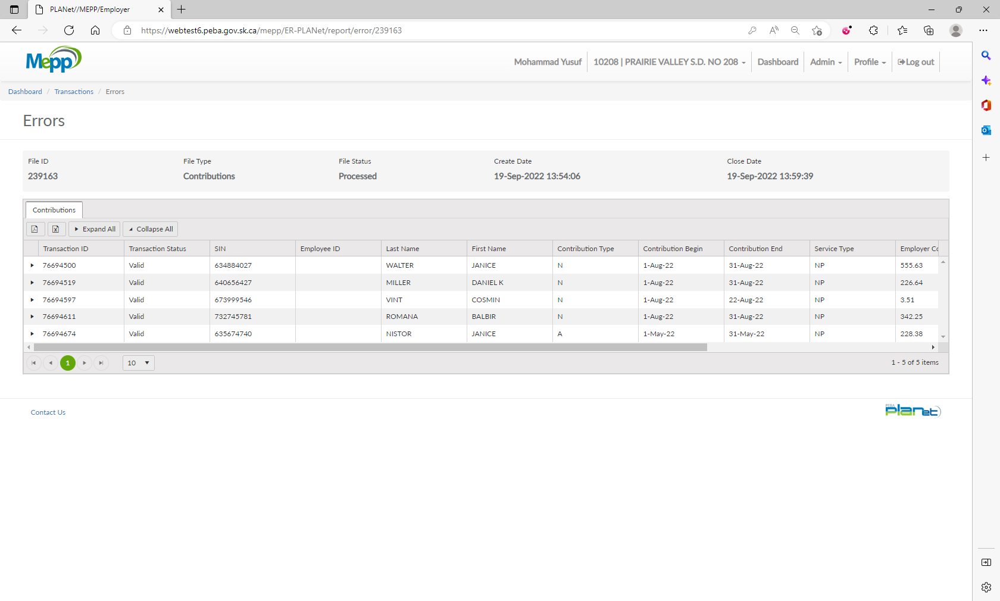 PLANet//MEPP/Employer
https://webtest6.peba.gov.sk.ca/mepp/ER-PLANet/report/error/239163
Mepp
Mohammad Yusuf
10208 | PRAIRIE VALLEY S.D. NO 208
Dashboard
Admin
Profile
Log out
Dashboard / Transactions / Errors
Errors
File ID File Type File Status Create Date Close Date
239163 Contributions Processed 19-Sep-2022 13:54:06 19-Sep-2022 13:59:39
Contributions
Expand All Collapse All
Transaction ID Transaction Status SIN Employee ID Last Name First Name Contribution Type Contribution Begin Contribution End Service Type Employer Co
76694500 Valid 634884027 WALTER JANICE N 1-Aug-22 31-Aug-22 NP 555.63
76694519 Valid 640656427 MILLER DANIEL K N 1-Aug-22 31-Aug-22 NP 226.64
76694597 Valid 673999546 VINT COSMIN N 1-Aug-22 22-Aug-22 NP 3.51
76694611 Valid 732745781 ROMANA BALBIR N 1-Aug-22 31-Aug-22 NP 342.25
76694674 Valid 635674740 NISTOR JANICE A 1-May-22 31-May-22 NP 228.38
1 10 1 - 5 of 5 items
Contact Us
PEBA
planet